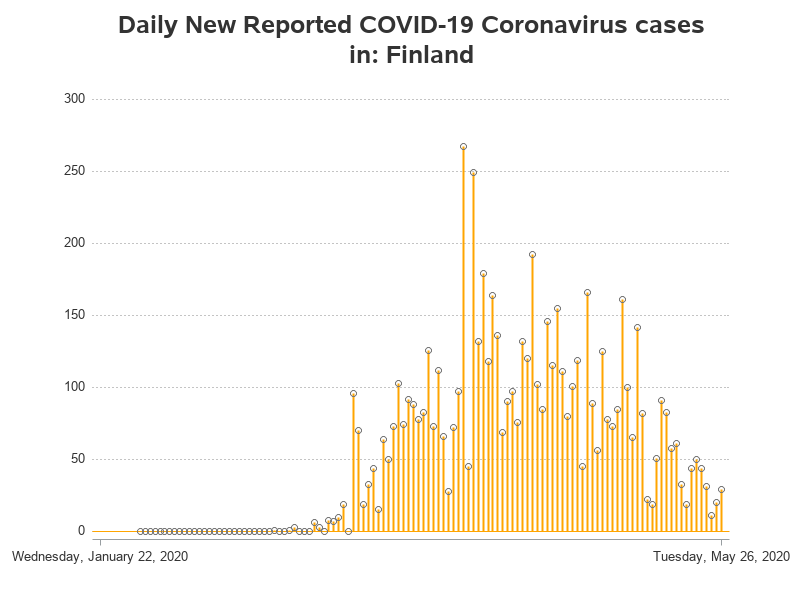 Daily New Reported COVID-19 Coronavirus cases
in: Finland
300
250
200
150
100
50
0
Wednesday, January 22, 2020
Tuesday, May 26, 2020